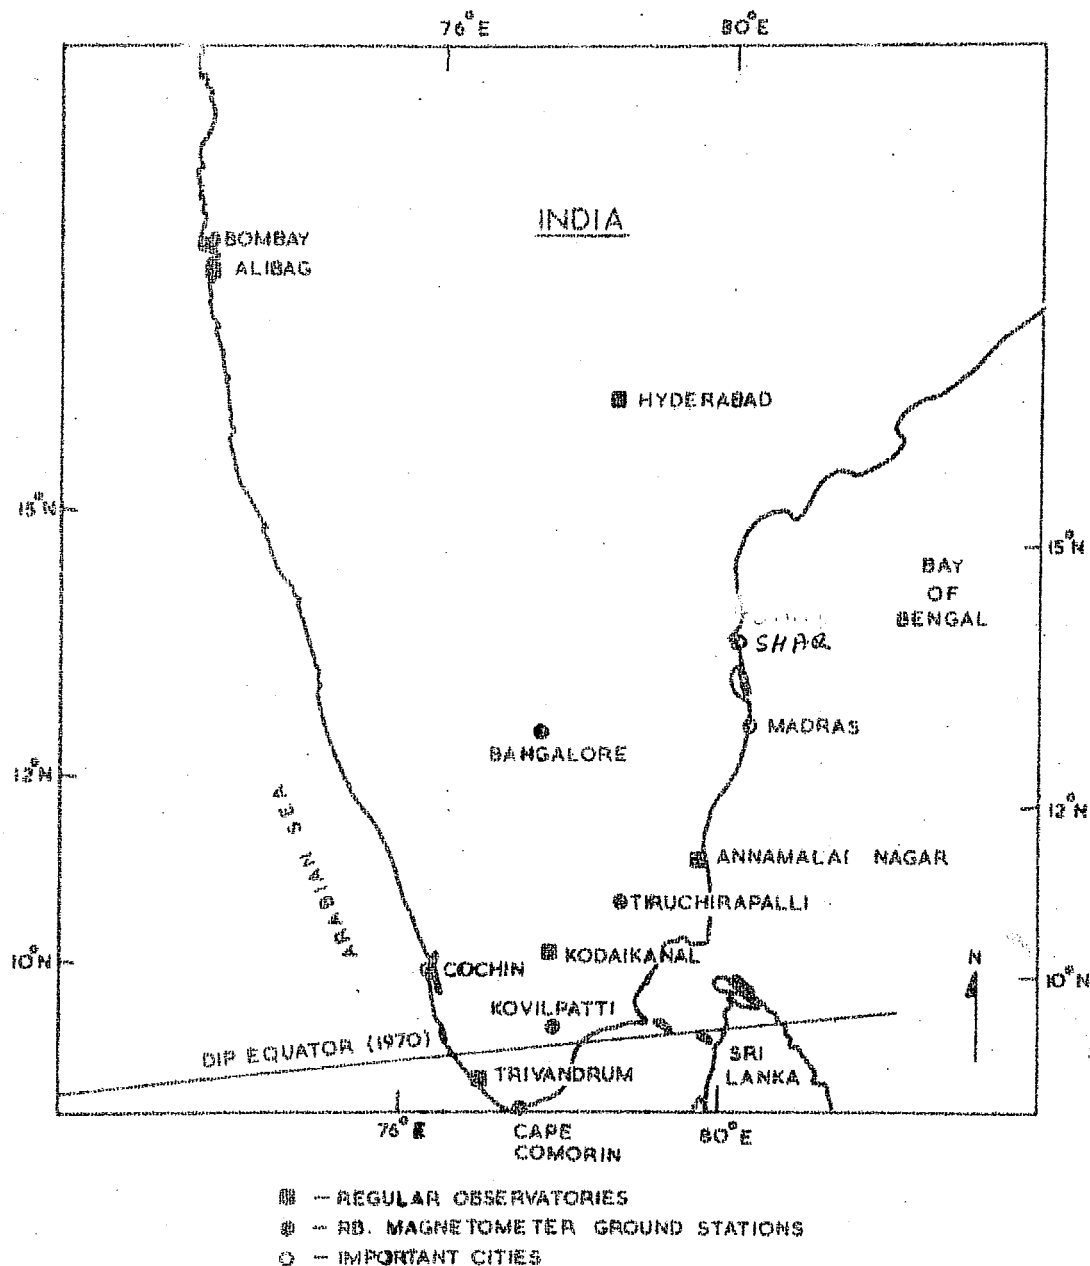 76°E 80°E
INDIA
BOMBAY
ALIBAG
HYDERABAD
15°N
15°N
BAY
OF
BENGAL
SHAR
MADRAS
BANGALORE
12°N
12°N
ARABIAN SEA
ANNAMALAI NAGAR
TIRUCHIRAPALLI
10°N
KODAIKANAL
COCHIN
N
10°N
KOVILPATTI
DIP EQUATOR (1970)
SRI
LANKA
TRIVANDRUM
76°E
80°E
CAPE
COMORIN
- REGULAR OBSERVATORIES
- RB. MAGNETOMETER GROUND STATIONS
- IMPORTANT CITIES